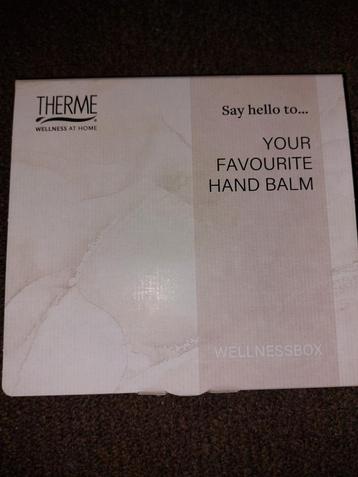 THERME
WELLNESS AT HOME
Say hello to...
YOUR
FAVOURITE
HAND BALM
WELLNESSBOX